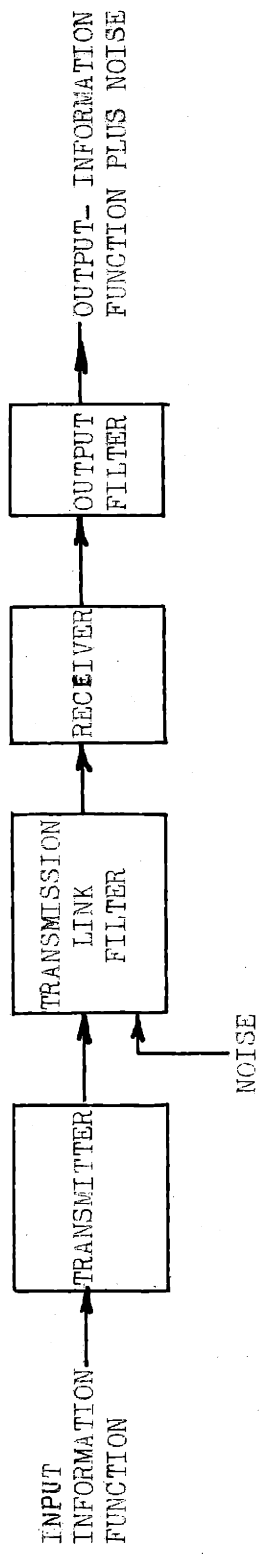 INPUT
INFORMATION
FUNCTION
TRANSMITTER
NOISE
TRANSMISSION
LINK
FILTER
RECEIVER
OUTPUT
FILTER
OUTPUT- INFORMATION
FUNCTION PLUS NOISE